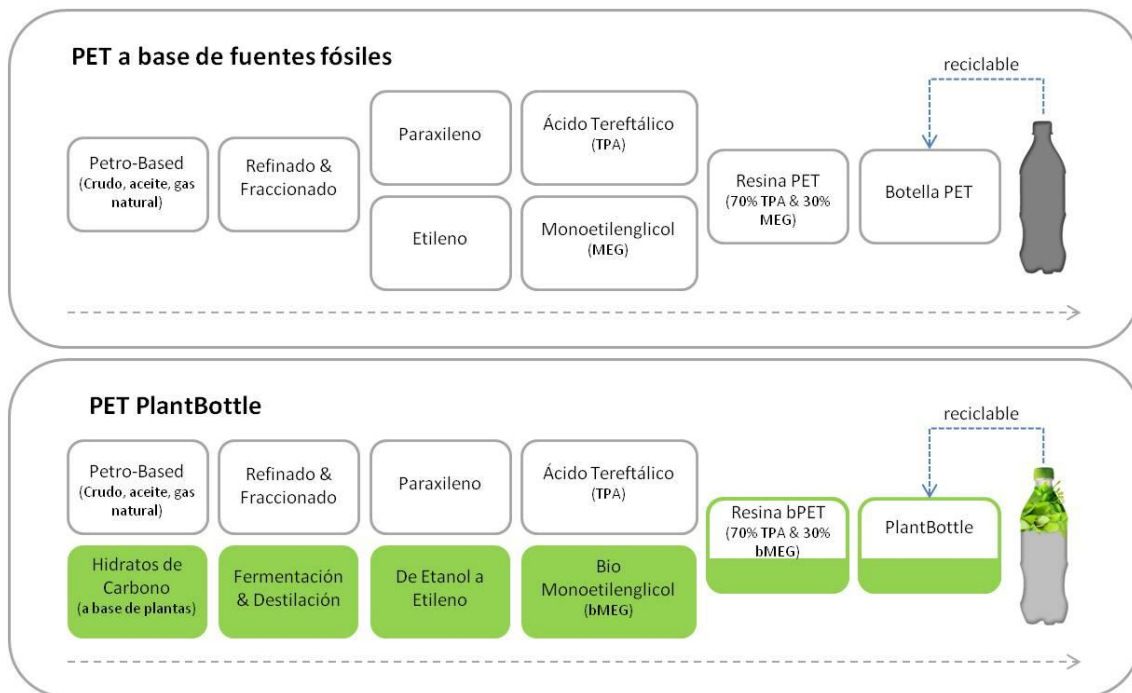 PET a base de fuentes fósiles
reciclable
Petro-Based
(Crudo, aceite, gas
natural)
Refinado &
Fraccionado
Paraxileno
Etileno
Ácido Tereftálico
(TPA)
Monoetilenglicol
(MEG)
Resina PET
(70% TPA & 30%
MEG)
Botella PET
PET PlantBottle
reciclable
Petro-Based
(Crudo, aceite, gas
natural)
Refinado &
Fraccionado
Paraxileno
Ácido Tereftálico
(TPA)
Hidratos de
Carbono
(a base de plantas)
Fermentación
& Destilación
De Etanol a
Etileno
Bio
Monoetilenglicol
(bMEG)
Resina bPET
(70% TPA & 30%
bMEG)
PlantBottle